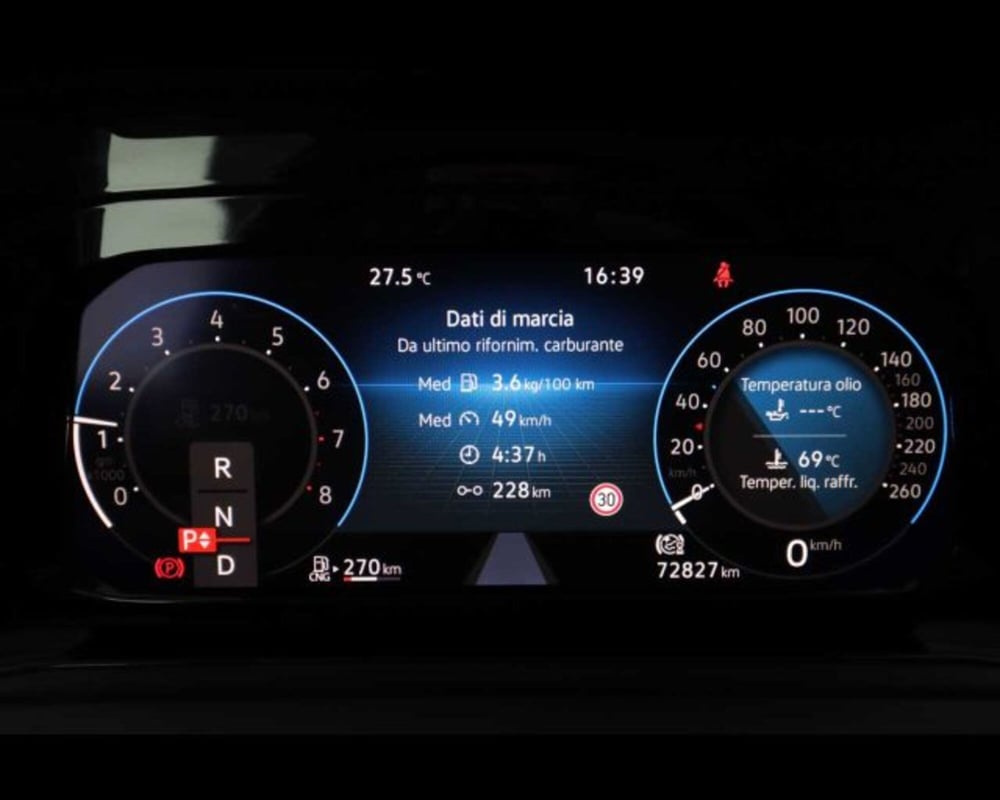 27.5 °C
16:39
Dati di marcia
Da ultimo rifornim. carburante
Med 3.6 kg/100 km
Med 49 km/h
4:37 h
228 km
30
0
1
2
3
4
5
6
7
8
270
R
N
P
D
P
CNG 270 km
0
20
40
60
80
100
120
140
160
180
200
220
240
260
km/h
Temperatura olio
--- °C
69 °C
Temper. liq. raffr.
0 km/h
72827 km